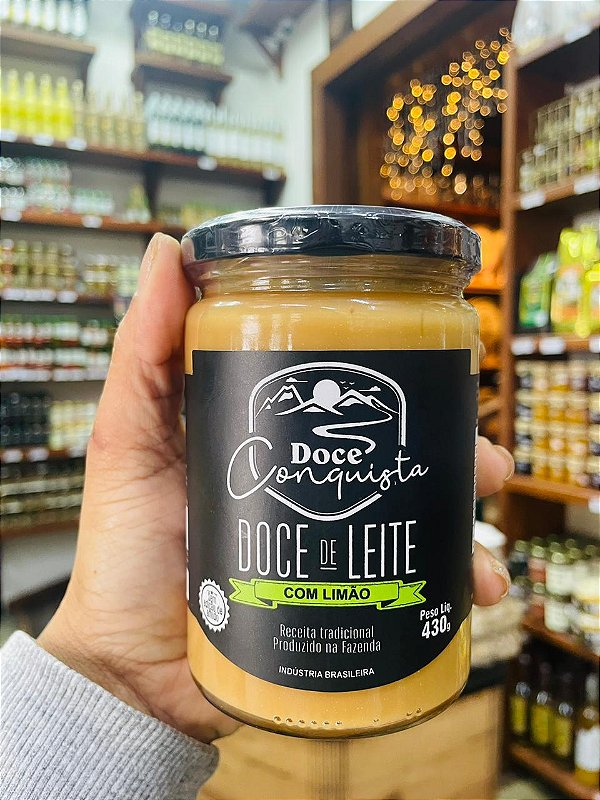 Doce
Conquista
DOCE DE LEITE
COM LIMÃO
Peso Líq.
430g
Receita tradicional
Produzido na Fazenda
INDÚSTRIA BRASILEIRA